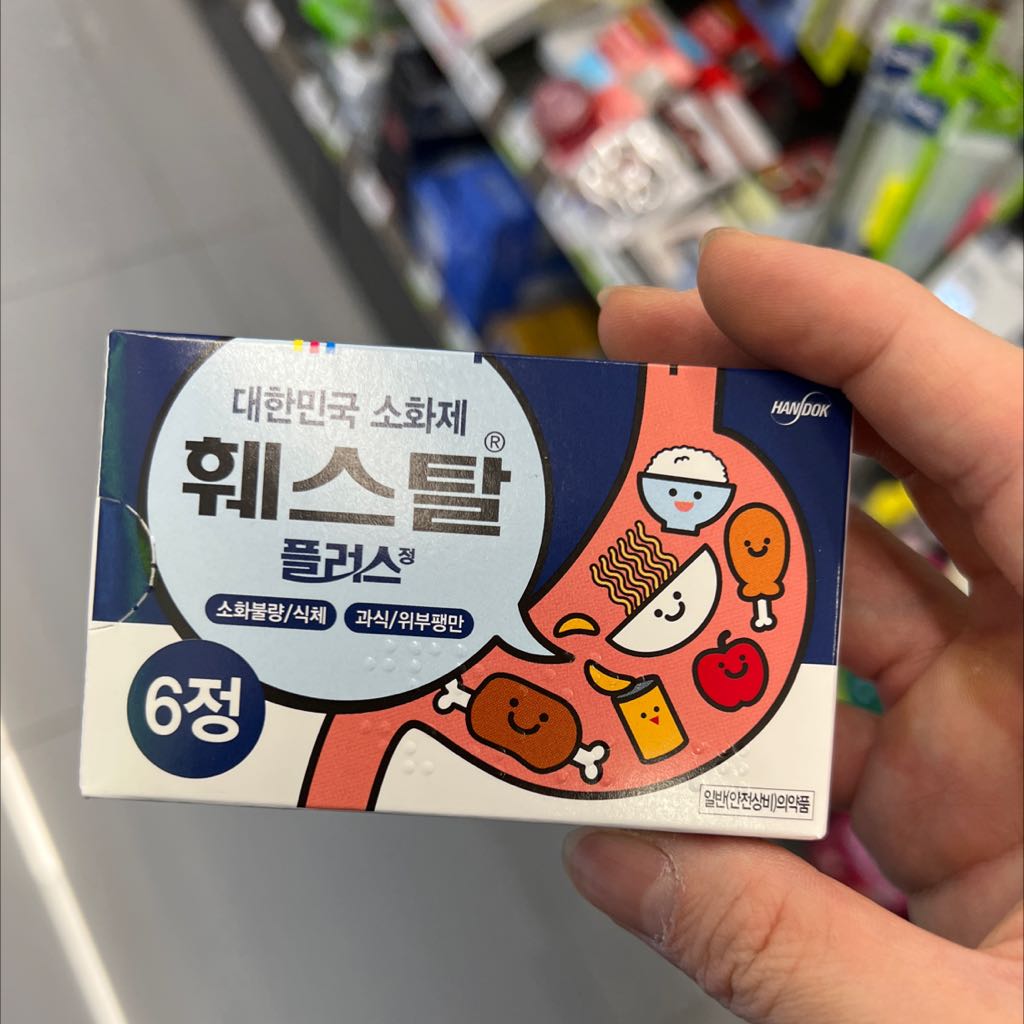 대한민국 소화제
훼스탈®
플러스정
소화불량/식체 과식/위부팽만
6정
HANDOK
일반(안전상비)의약품